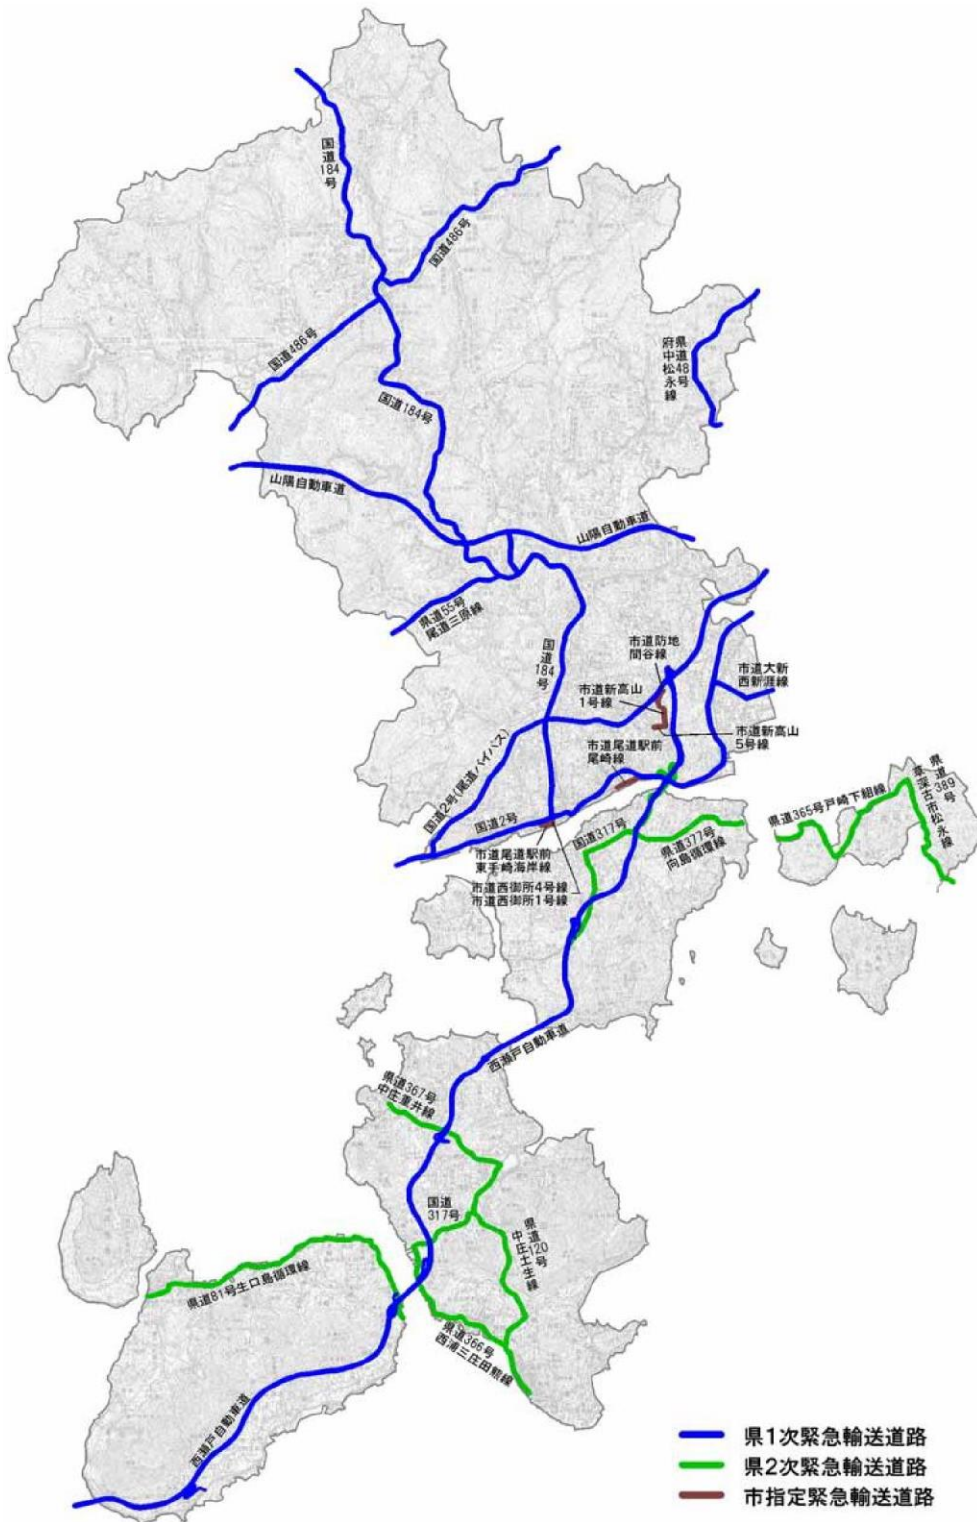 国道
184
号
国道486号
国道486号
県道48号
府中松永線
国道184号
山陽自動車道
山陽自動車道
県道55号
尾道三原線
国道
184
号
市道防地
間谷線
市道大新
西新涯線
市道新高山
1号線
市道新高山
5号線
市道尾道駅前
尾崎線
国道2号(尾道バイパス)
国道2号
国道317号
県道377号
向島循環線
県道365号戸崎下組線
県道389号
草深古市松永線
市道尾道駅前
東手崎海岸線
市道西御所4号線
市道西御所1号線
西瀬戸自動車道
県道367号
中庄重井線
国道
317号
県道120号
中庄土生線
県道81号生口島循環線
県道366号
西浦三庄田熊線
西瀬戸自動車道
県1次緊急輸送道路
県2次緊急輸送道路
市指定緊急輸送道路